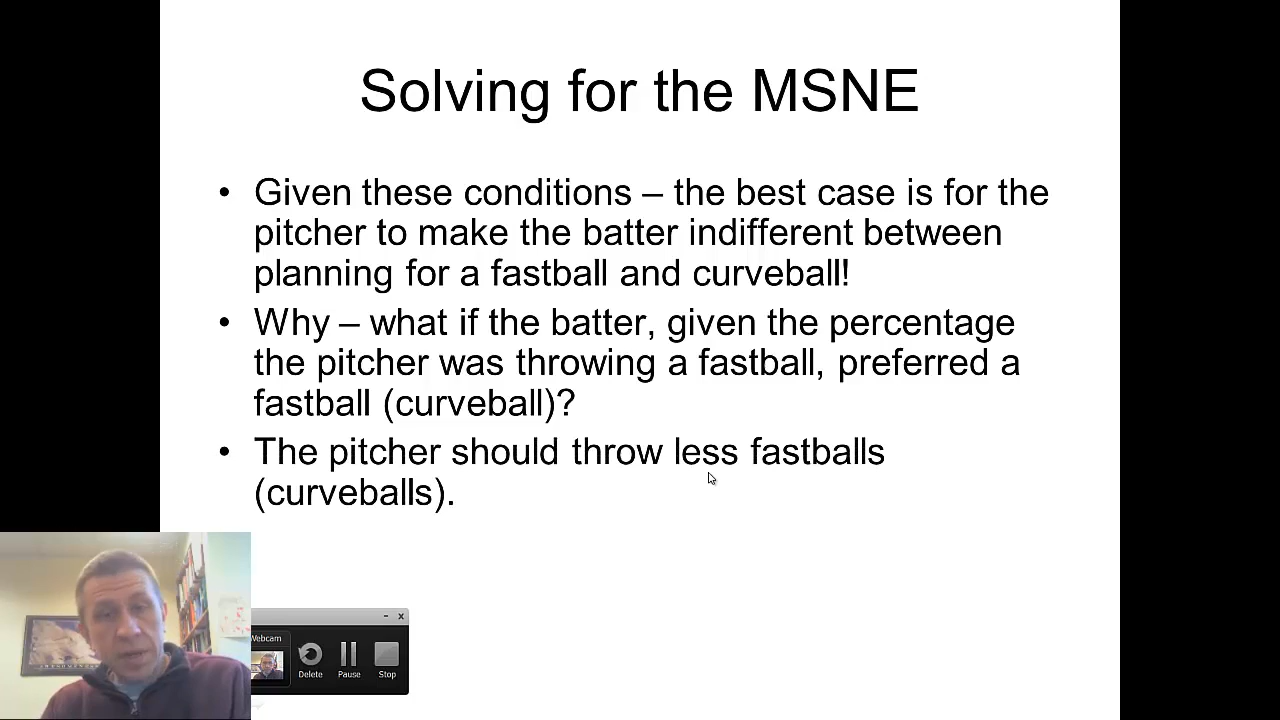 Solving for the MSNE
• Given these conditions – the best case is for the
pitcher to make the batter indifferent between
planning for a fastball and curveball!
• Why – what if the batter, given the percentage
the pitcher was throwing a fastball, preferred a
fastball (curveball)?
• The pitcher should throw less fastballs
(curveballs).
Webcam
Delete Pause Stop